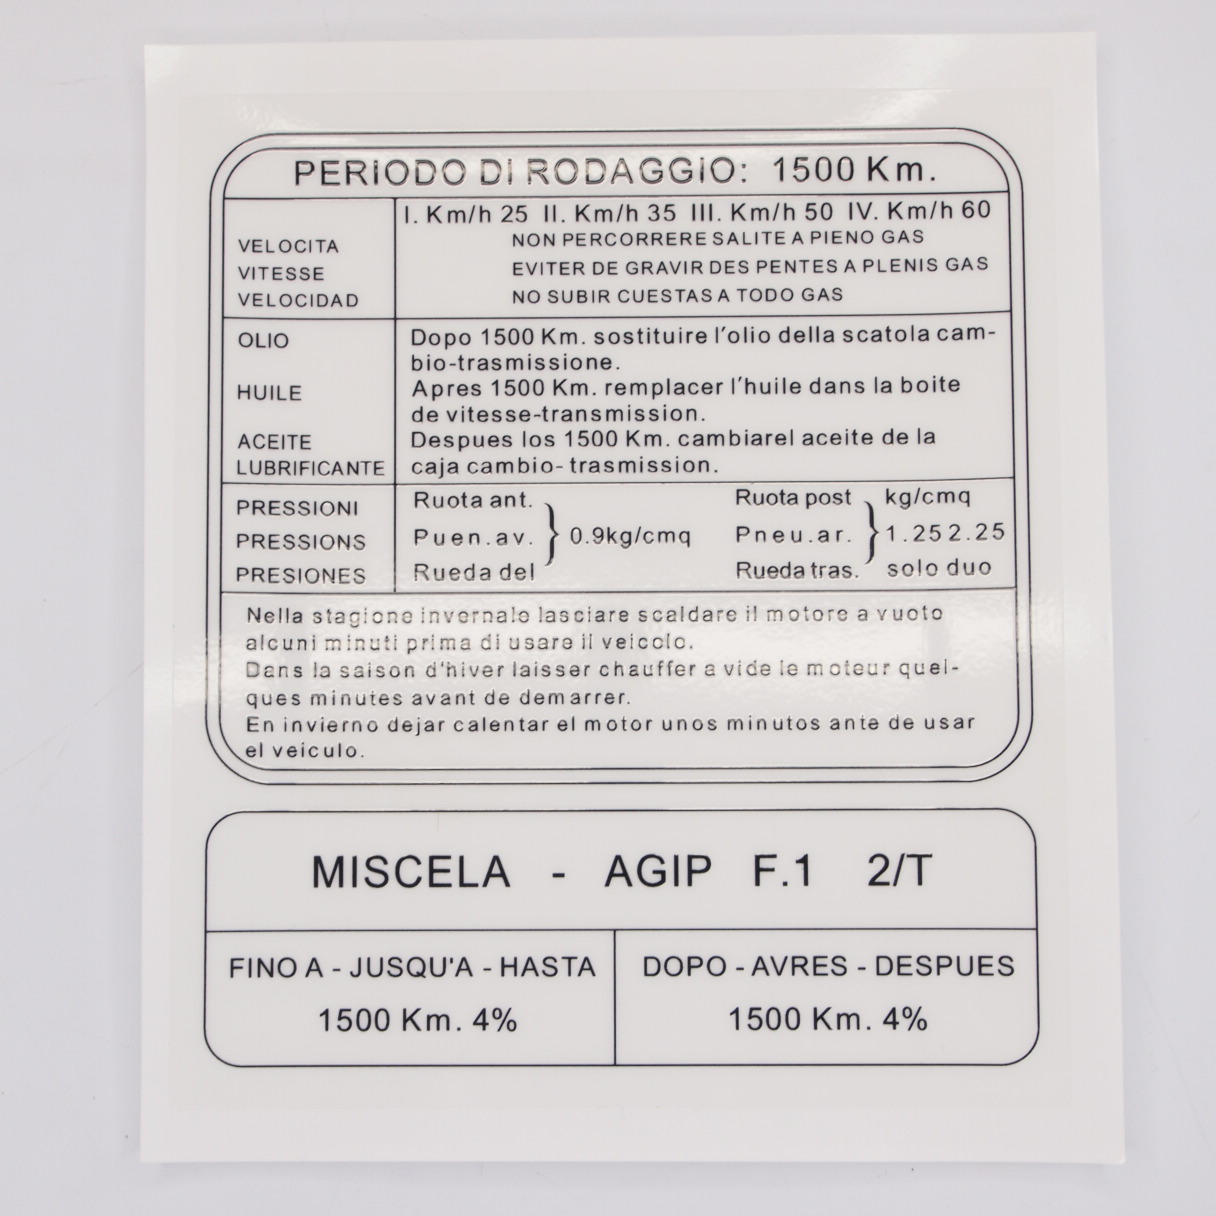 PERIODO DI RODAGGIO: 1500 Km.
I. Km/h 25 II. Km/h 35 III. Km/h 50 IV. Km/h 60
VELOCITA NON PERCORRERE SALITE A PIENO GAS
VITESSE EVITER DE GRAVIR DES PENTES A PLENIS GAS
VELOCIDAD NO SUBIR CUESTAS A TODO GAS
OLIO Dopo 1500 Km. sostituire l'olio della scatola cam-
bio-trasmissione.
HUILE Apres 1500 Km. remplacer l'huile dans la boite
de vitesse-transmission.
ACEITE Despues los 1500 Km. cambiarel aceite de la
LUBRIFICANTE caja cambio-trasmission.
PRESSIONI Ruota ant. Ruota post kg/cmq
PRESSIONS Puen.av. } 0.9kg/cmq Pneu.ar. } 1.25 2.25
PRESIONES Rueda del Rueda tras. solo duo
Nella stagione invernale lasciare scaldare il motore a vuoto
alcuni minuti prima di usare il veicolo.
Dans la saison d'hiver laisser chauffer a vide le moteur quel-
ques minutes avant de demarrer.
En invierno dejar calentar el motor unos minutos ante de usar
el veiculo.
MISCELA - AGIP F.1 2/T
FINO A - JUSQU'A - HASTA DOPO - AVRES - DESPUES
1500 Km. 4% 1500 Km. 4%